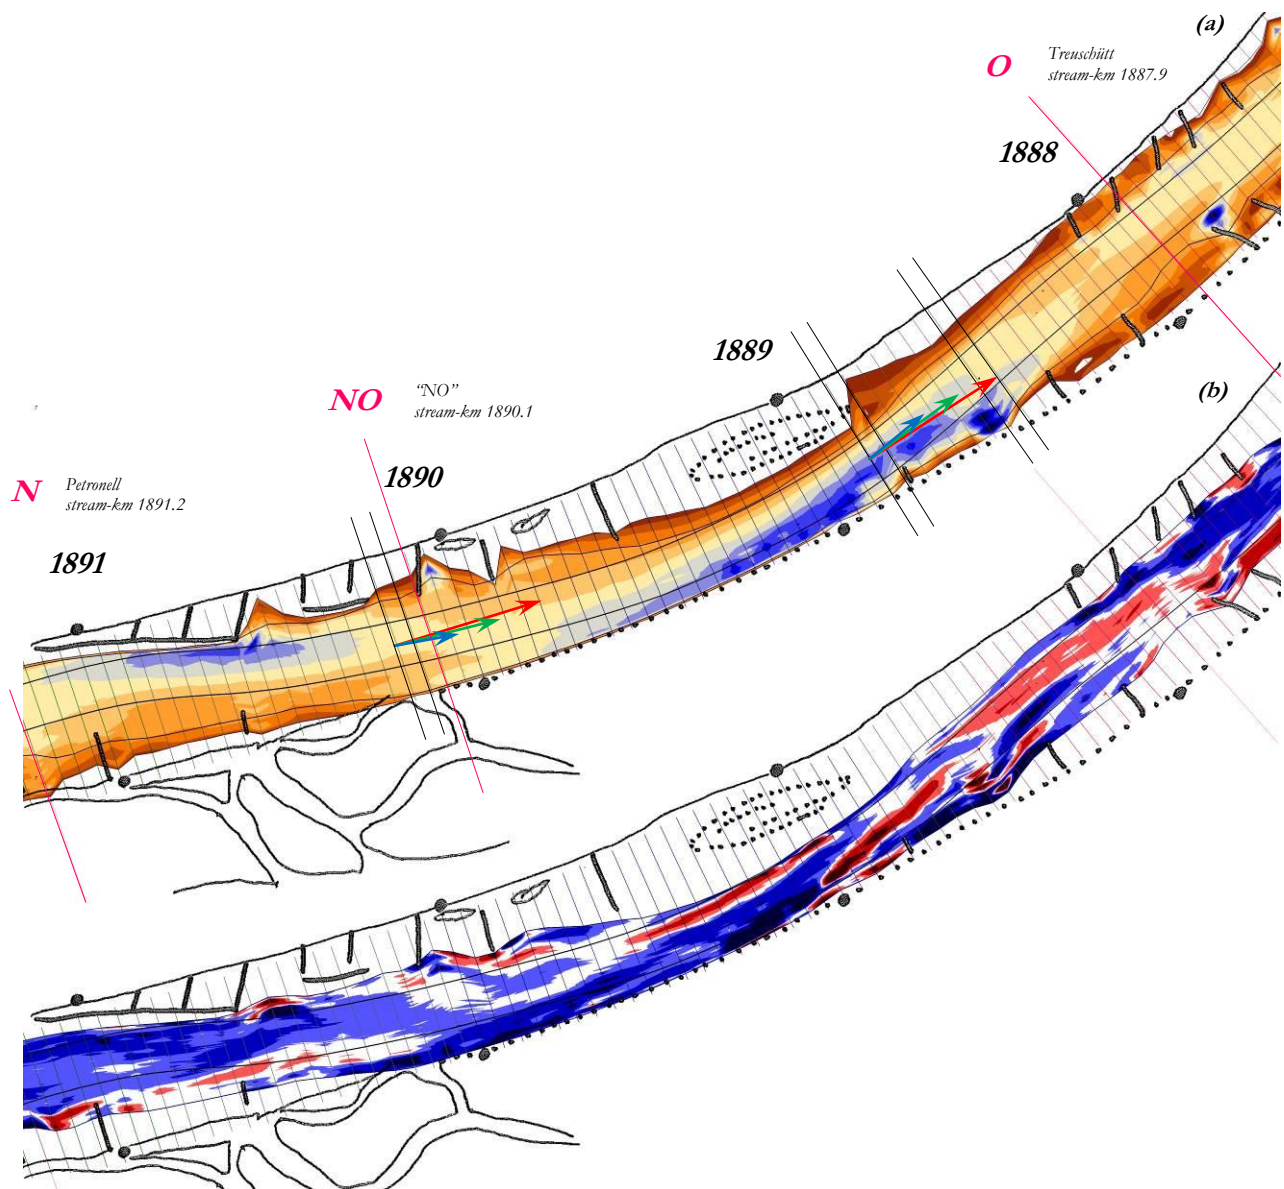 (a)
O
Treuschütt
stream-km 1887.9
1888
1889
(b)
NO
“NO”
stream-km 1890.1
1890
N
Petronell
stream-km 1891.2
1891